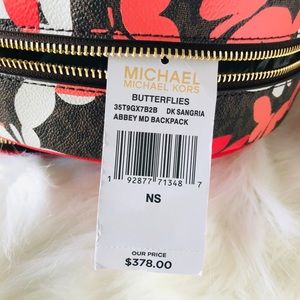 MICHAEL
MICHAEL KORS
BUTTERFLIES
35T9GX7B2B DK SANGRIA
ABBEY MD BACKPACK
1 92877 71348 7
NS
OUR PRICE
$378.00